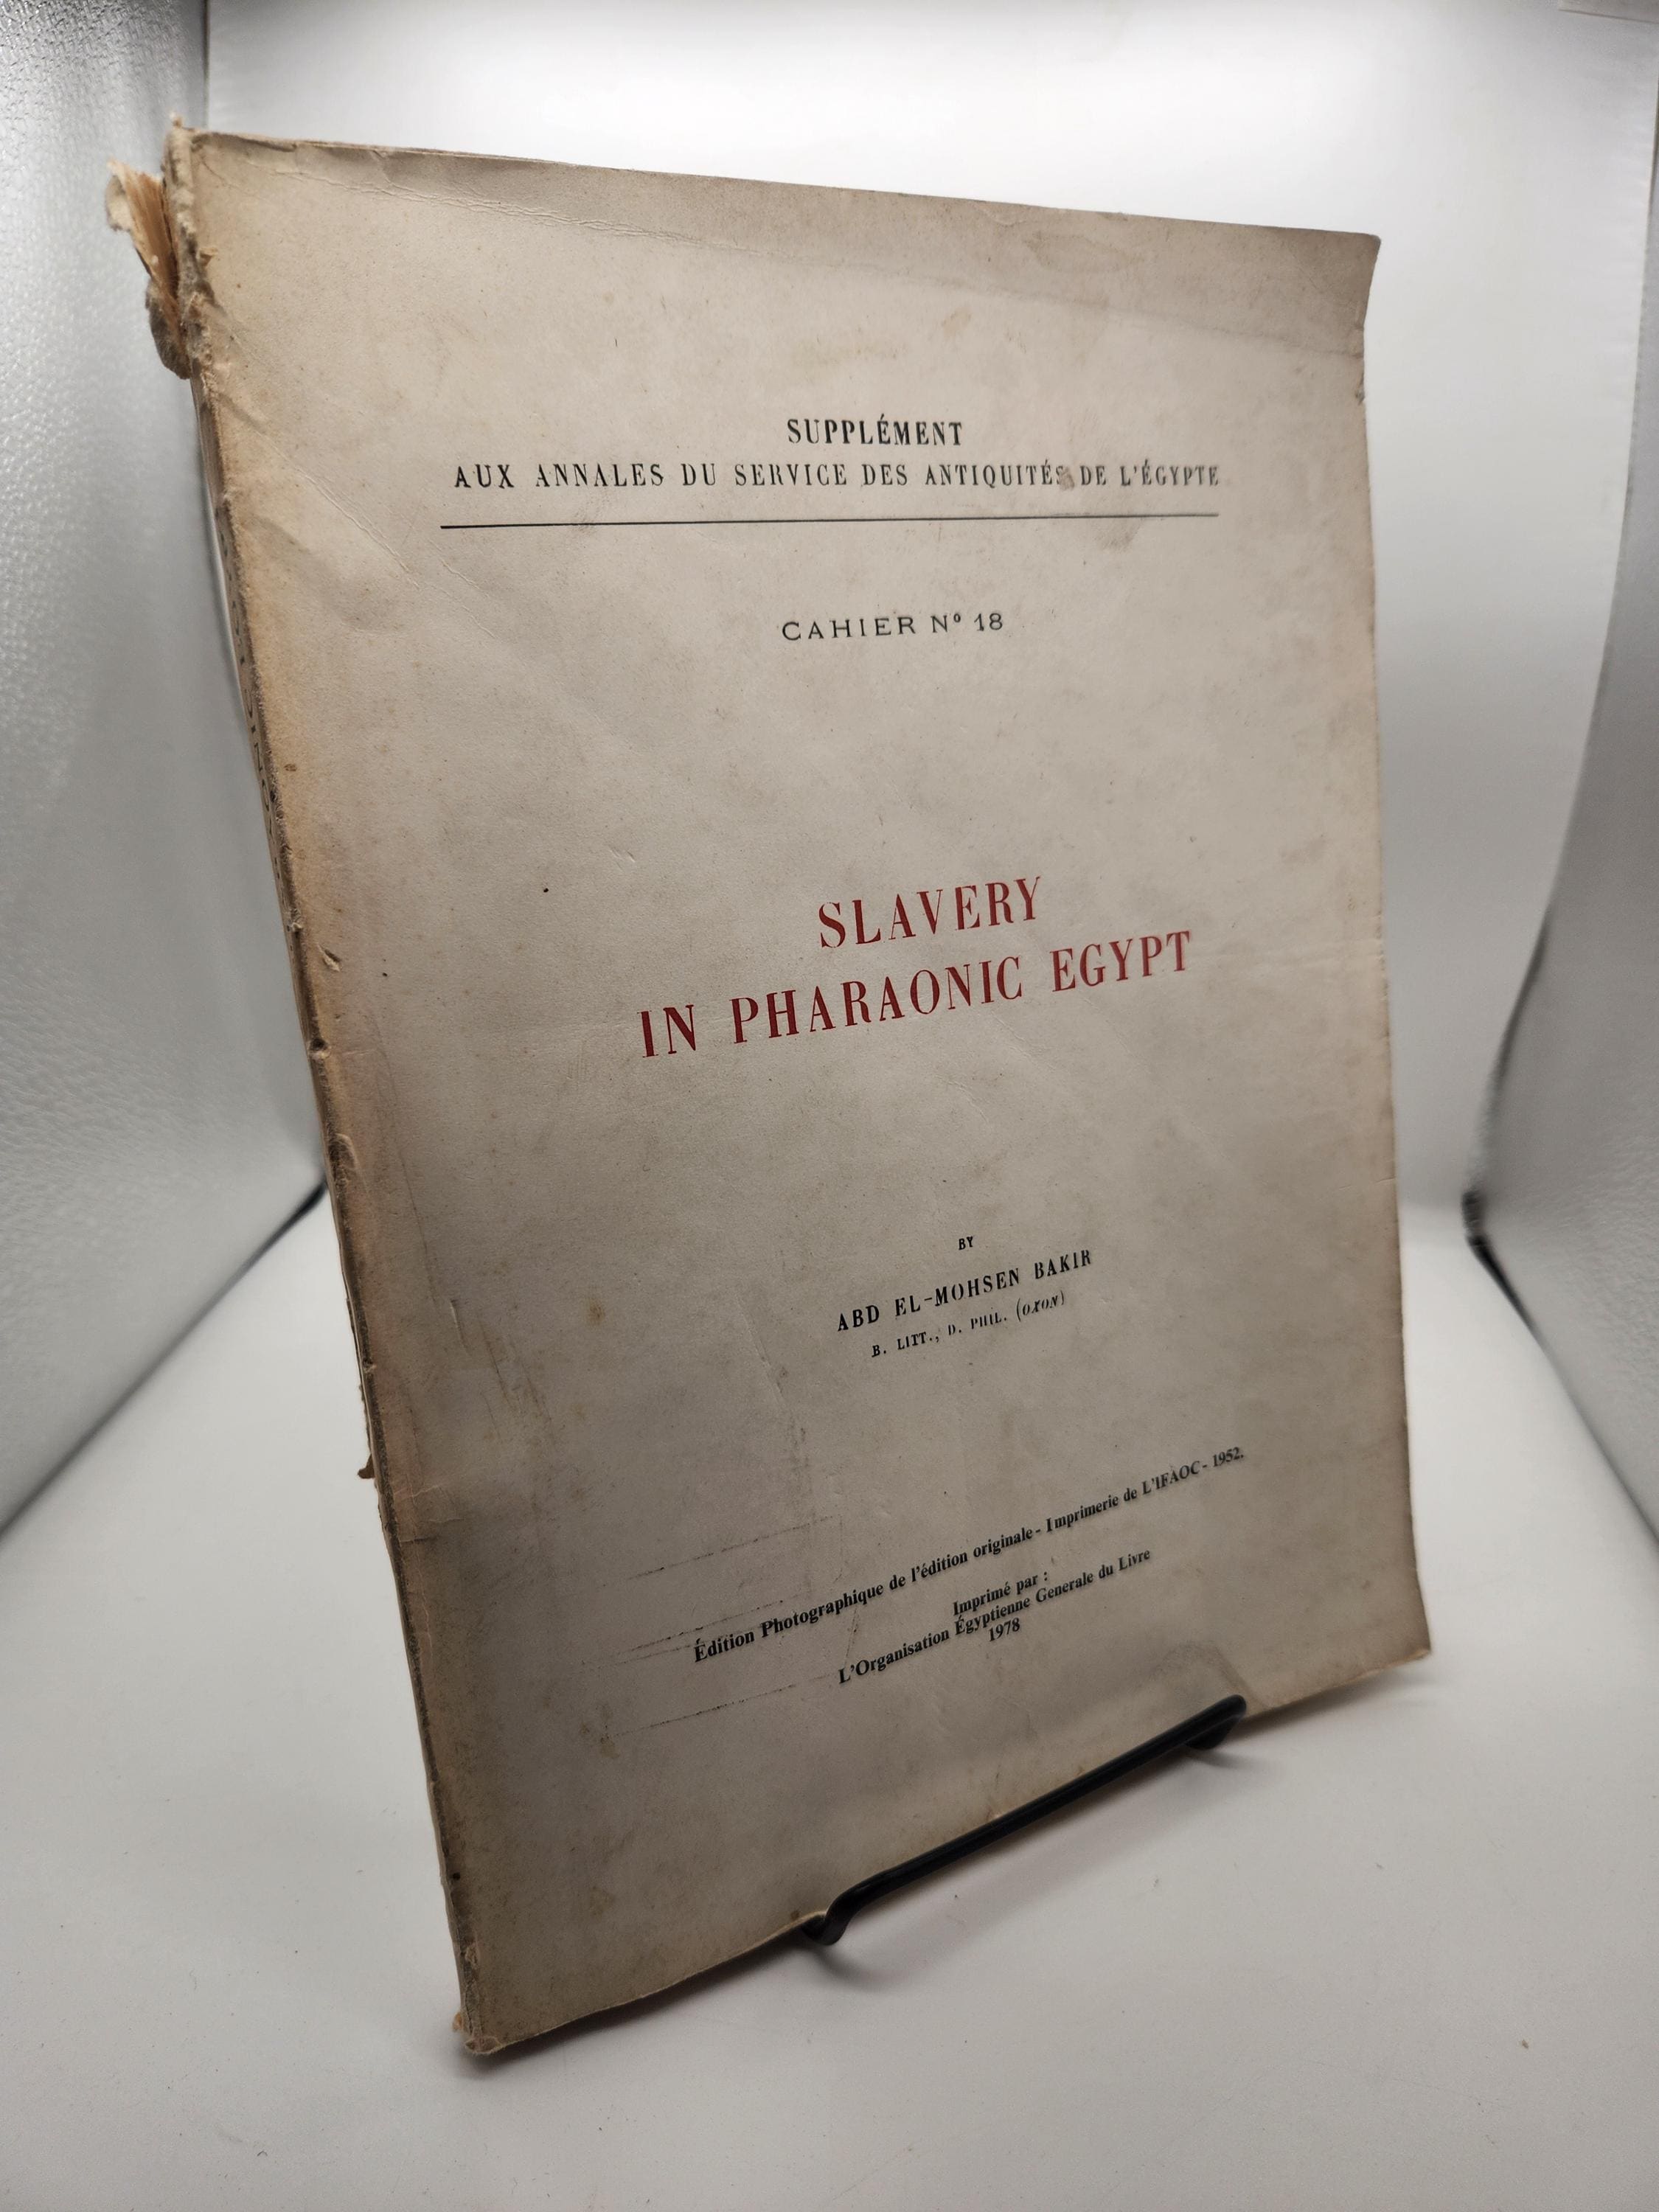 SUPPLÉMENT
AUX ANNALES DU SERVICE DES ANTIQUITÉS DE L'ÉGYPTE
CAHIER Nº 18
SLAVERY
IN PHARAONIC EGYPT
BY
ABD EL-MOHSEN BAKIR
B. LITT., D. PHIL. (OXON)
Édition Photographique de l'édition originale - Imprimerie de L'IFAOC - 1952.
Imprimé par :
L'Organisation Égyptienne Generale du Livre
1978